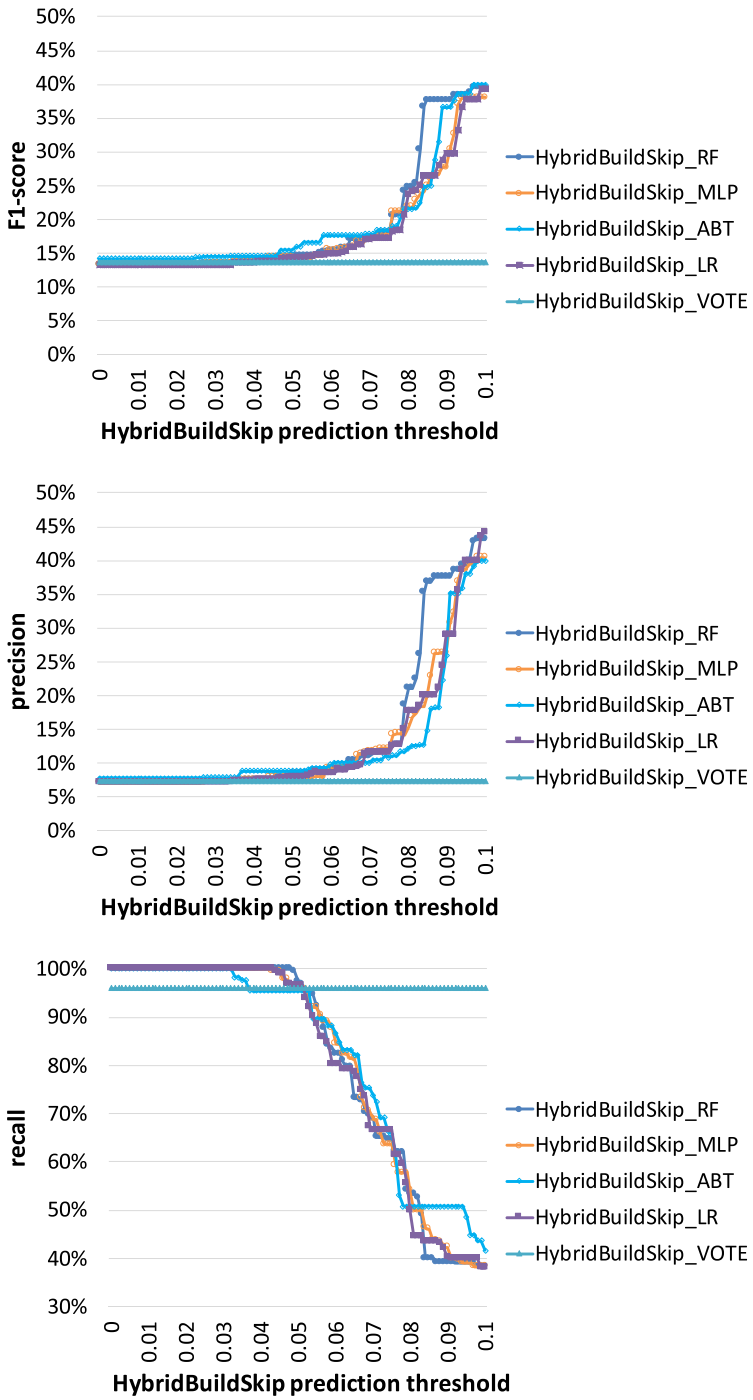 50%
45%
40%
35%
30%
25%
20%
15%
10%
5%
0%
F1-score
0 0.01 0.02 0.03 0.04 0.05 0.06 0.07 0.08 0.09 0.1
HybridBuildSkip prediction threshold
HybridBuildSkip_RF
HybridBuildSkip_MLP
HybridBuildSkip_ABT
HybridBuildSkip_LR
HybridBuildSkip_VOTE
50%
45%
40%
35%
30%
25%
20%
15%
10%
5%
0%
precision
0 0.01 0.02 0.03 0.04 0.05 0.06 0.07 0.08 0.09 0.1
HybridBuildSkip prediction threshold
HybridBuildSkip_RF
HybridBuildSkip_MLP
HybridBuildSkip_ABT
HybridBuildSkip_LR
HybridBuildSkip_VOTE
100%
90%
80%
70%
60%
50%
40%
30%
recall
0 0.01 0.02 0.03 0.04 0.05 0.06 0.07 0.08 0.09 0.1
HybridBuildSkip prediction threshold
HybridBuildSkip_RF
HybridBuildSkip_MLP
HybridBuildSkip_ABT
HybridBuildSkip_LR
HybridBuildSkip_VOTE